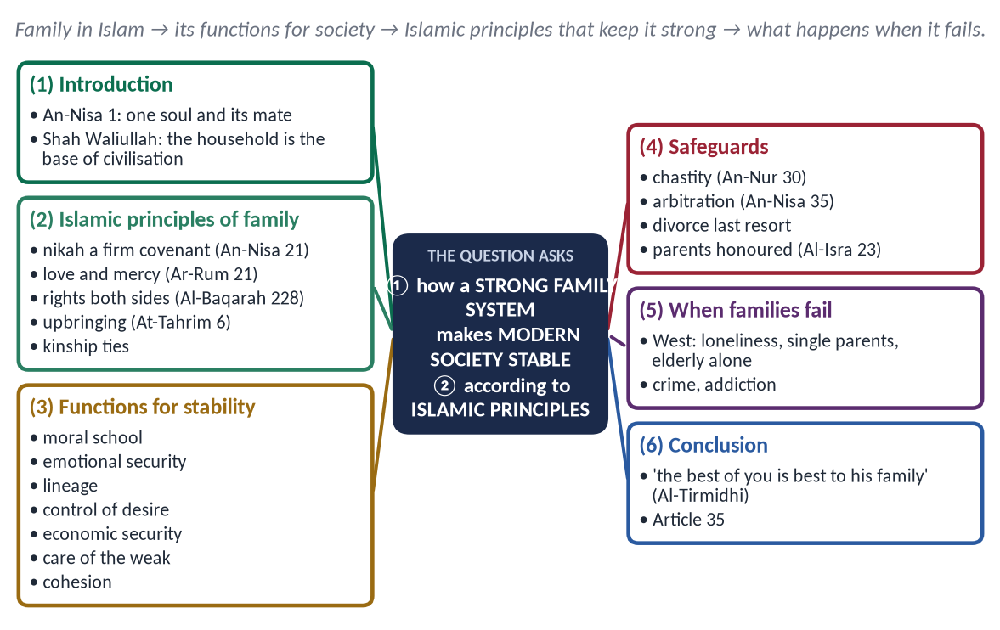 Family in Islam → its functions for society → Islamic principles that keep it strong → what happens when it fails.
(1) Introduction
• An-Nisa 1: one soul and its mate
• Shah Waliullah: the household is the
base of civilisation
(2) Islamic principles of family
• nikah a firm covenant (An-Nisa 21)
• love and mercy (Ar-Rum 21)
• rights both sides (Al-Baqarah 228)
• upbringing (At-Tahrim 6)
• kinship ties
(3) Functions for stability
• moral school
• emotional security
• lineage
• control of desire
• economic security
• care of the weak
• cohesion
THE QUESTION ASKS
① how a STRONG FAMILY
SYSTEM
makes MODERN
SOCIETY STABLE
② according to
ISLAMIC PRINCIPLES
(4) Safeguards
• chastity (An-Nur 30)
• arbitration (An-Nisa 35)
• divorce last resort
• parents honoured (Al-Isra 23)
(5) When families fail
• West: loneliness, single parents,
elderly alone
• crime, addiction
(6) Conclusion
• 'the best of you is best to his family'
(Al-Tirmidhi)
• Article 35